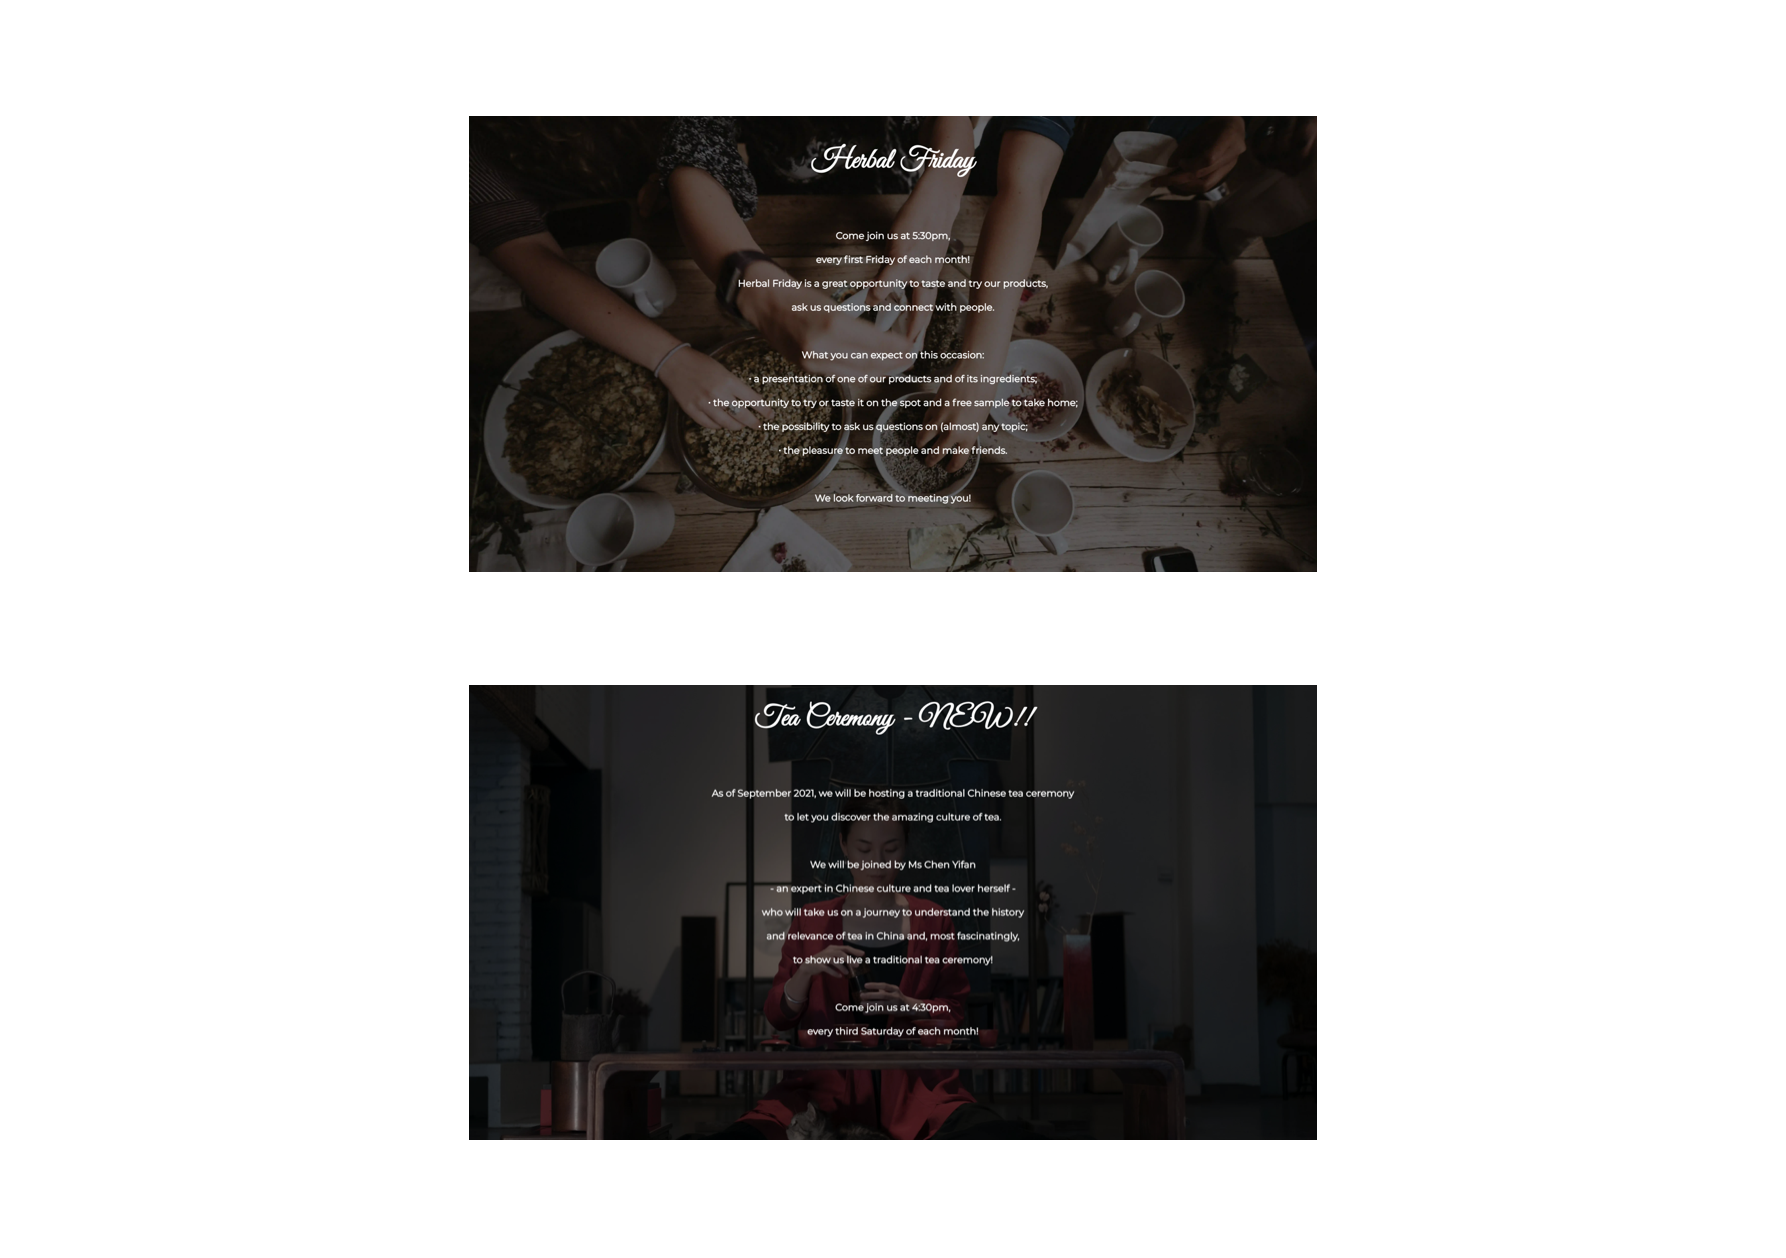 Herbal Friday
Come join us at 5:30pm,
every first Friday of each month!
Herbal Friday is a great opportunity to taste and try our products,
ask us questions and connect with people.
What you can expect on this occasion:
• a presentation of one of our products and of its ingredients;
• the opportunity to try or taste it on the spot and a free sample to take home;
• the possibility to ask us questions on (almost) any topic;
• the pleasure to meet people and make friends.
We look forward to meeting you!
Tea Ceremony - NEW!!
As of September 2021, we will be hosting a traditional Chinese tea ceremony
to let you discover the amazing culture of tea.
We will be joined by Ms Chen Yifan
- an expert in Chinese culture and tea lover herself -
who will take us on a journey to understand the history
and relevance of tea in China and, most fascinatingly,
to show us live a traditional tea ceremony!
Come join us at 4:30pm,
every third Saturday of each month!